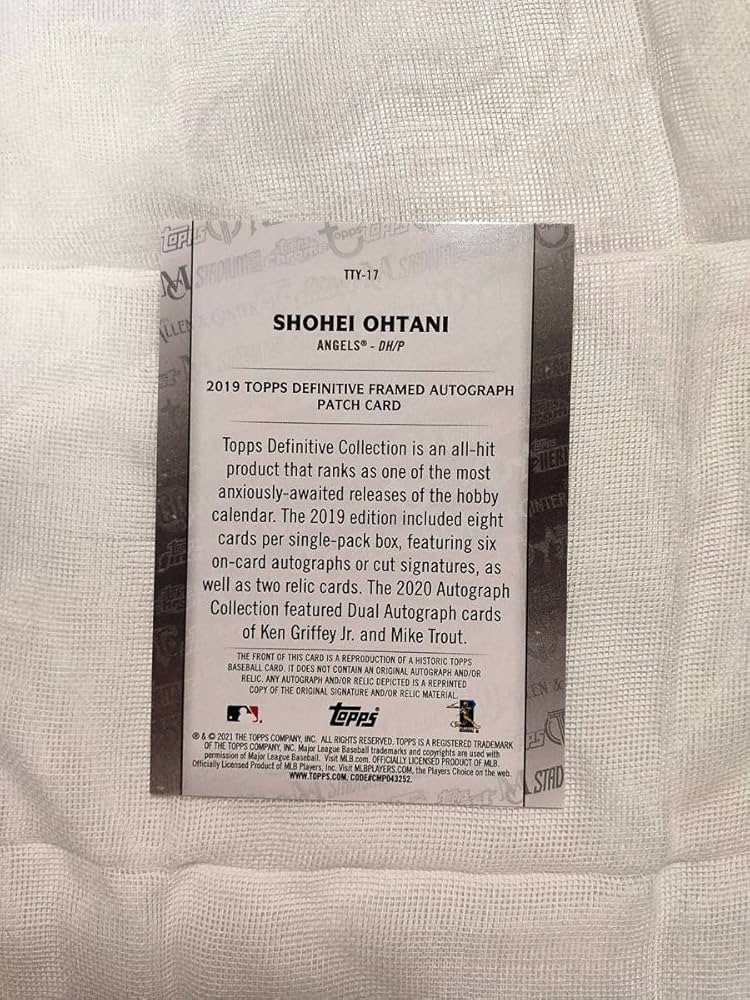 TTY-17
SHOHEI OHTANI
ANGELS® - DH/P
2019 TOPPS DEFINITIVE FRAMED AUTOGRAPH
PATCH CARD
Topps Definitive Collection is an all-hit
product that ranks as one of the most
anxiously-awaited releases of the hobby
calendar. The 2019 edition included eight
cards per single-pack box, featuring six
on-card autographs or cut signatures, as
well as two relic cards. The 2020 Autograph
Collection featured Dual Autograph cards
of Ken Griffey Jr. and Mike Trout.
THE FRONT OF THIS CARD IS A REPRODUCTION OF A HISTORIC TOPPS
BASEBALL CARD. IT DOES NOT CONTAIN AN ORIGINAL AUTOGRAPH AND/OR
RELIC. ANY AUTOGRAPH AND/OR RELIC DEPICTED IS A REPRINTED
COPY OF THE ORIGINAL SIGNATURE AND/OR RELIC MATERIAL.
topps
® & © 2021 THE TOPPS COMPANY, INC. ALL RIGHTS RESERVED. TOPPS IS A REGISTERED TRADEMARK
OF THE TOPPS COMPANY, INC. Major League Baseball trademarks and copyrights are used with
permission of Major League Baseball. Visit MLB.com. OFFICIALLY LICENSED PRODUCT OF MLB.
Officially Licensed Product of MLB Players, Inc. Visit MLBPLAYERS.COM, the Players Choice on the web.
WWW.TOPPS.COM. CODE#CMP043252.